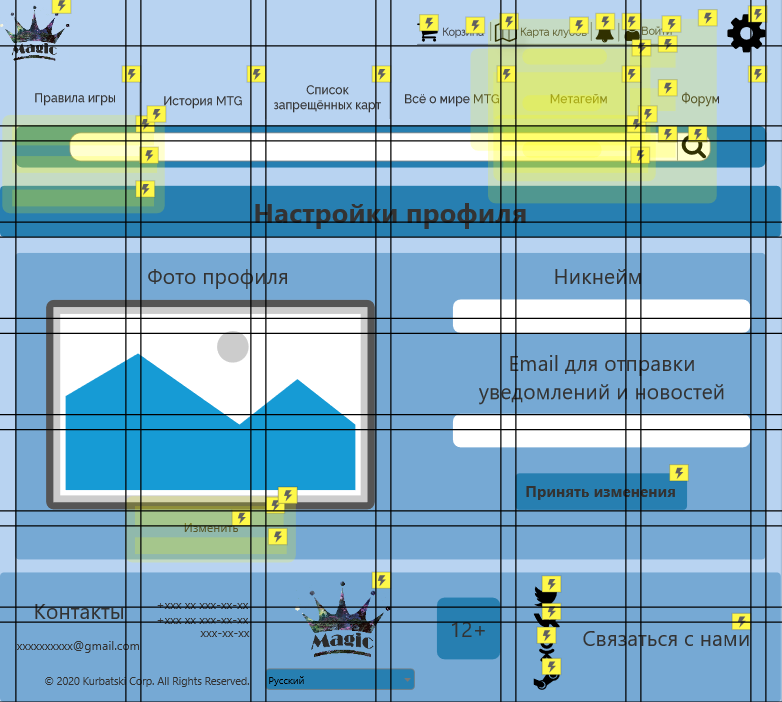 Magic
Корзина
Карта клубов
Войти
Правила игры
История MTG
Список
запрещённых карт
Всё о мире MTG
Метагейм
Форум
Настройки профиля
Фото профиля
Никнейм
Email для отправки
уведомлений и новостей
Принять изменения
Изменить
Контакты
+xxx xx xxx-xx-xx
+xxx xx xxx-xx-xx
xxx-xx-xx
xxxxxxxxxx@gmail.com
Magic
12+
Связаться с нами
© 2020 Kurbatski Corp. All Rights Reserved.
Русский